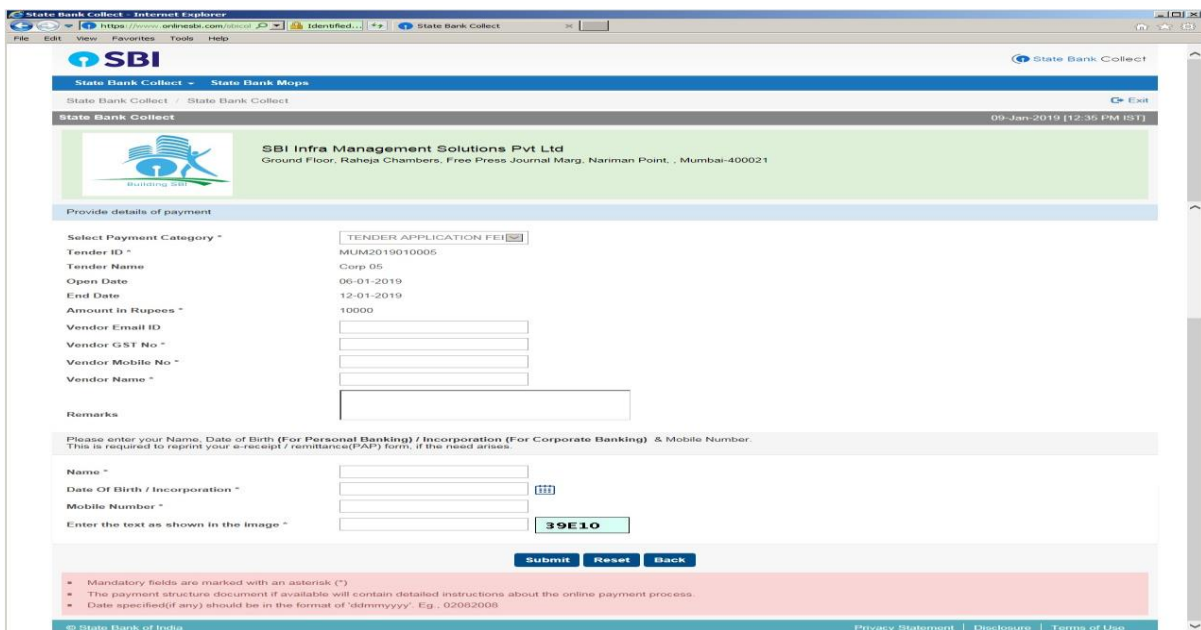 State Bank Collect - Internet Explorer
https://www.onlinesbi.com/sbicol Identified... State Bank Collect
File Edit View Favorites Tools Help
SBI State Bank Collect
State Bank Collect State Bank Mops
State Bank Collect / State Bank Collect Exit
State Bank Collect 09-Jan-2019 [12:35 PM IST]
SBI Infra Management Solutions Pvt Ltd
Ground Floor, Raheja Chambers, Free Press Journal Marg, Nariman Point, , Mumbai-400021
Building SBI
Provide details of payment
Select Payment Category * TENDER APPLICATION FEE
Tender ID * MUM2019010005
Tender Name Corp 05
Open Date 06-01-2019
End Date 12-01-2019
Amount in Rupees * 10000
Vendor Email ID
Vendor GST No *
Vendor Mobile No *
Vendor Name *
Remarks
Please enter your Name, Date of Birth (For Personal Banking) / Incorporation (For Corporate Banking) & Mobile Number.
This is required to reprint your e-receipt / remittance(PAP) form, if the need arises.
Name *
Date Of Birth / Incorporation *
Mobile Number *
Enter the text as shown in the image * 39E10
Submit Reset Back
Mandatory fields are marked with an asterisk (*)
The payment structure document if available will contain detailed instructions about the online payment process.
Date specified(if any) should be in the format of 'ddmmyyyy'. Eg., 02082008
© State Bank of India Privacy Statement | Disclosure | Terms of Use